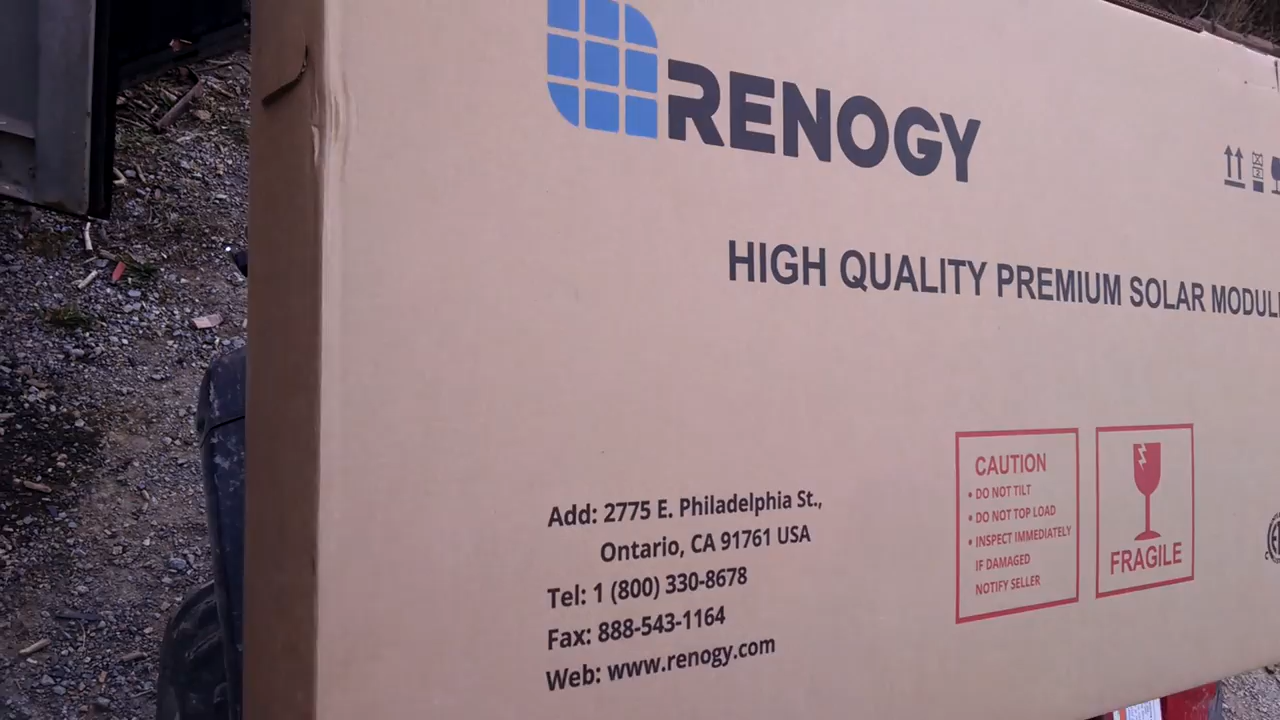 RENOGY
HIGH QUALITY PREMIUM SOLAR
CAUTION
• DO NOT TILT
• DO NOT TOP LOAD
• INSPECT IMMEDIATELY
IF DAMAGED
NOTIFY SELLER
FRAGILE
Add: 2775 E. Philadelphia St.,
Ontario, CA 91761 USA
Tel: 1 (800) 330-8678
Fax: 888-543-1164
Web: www.renogy.com